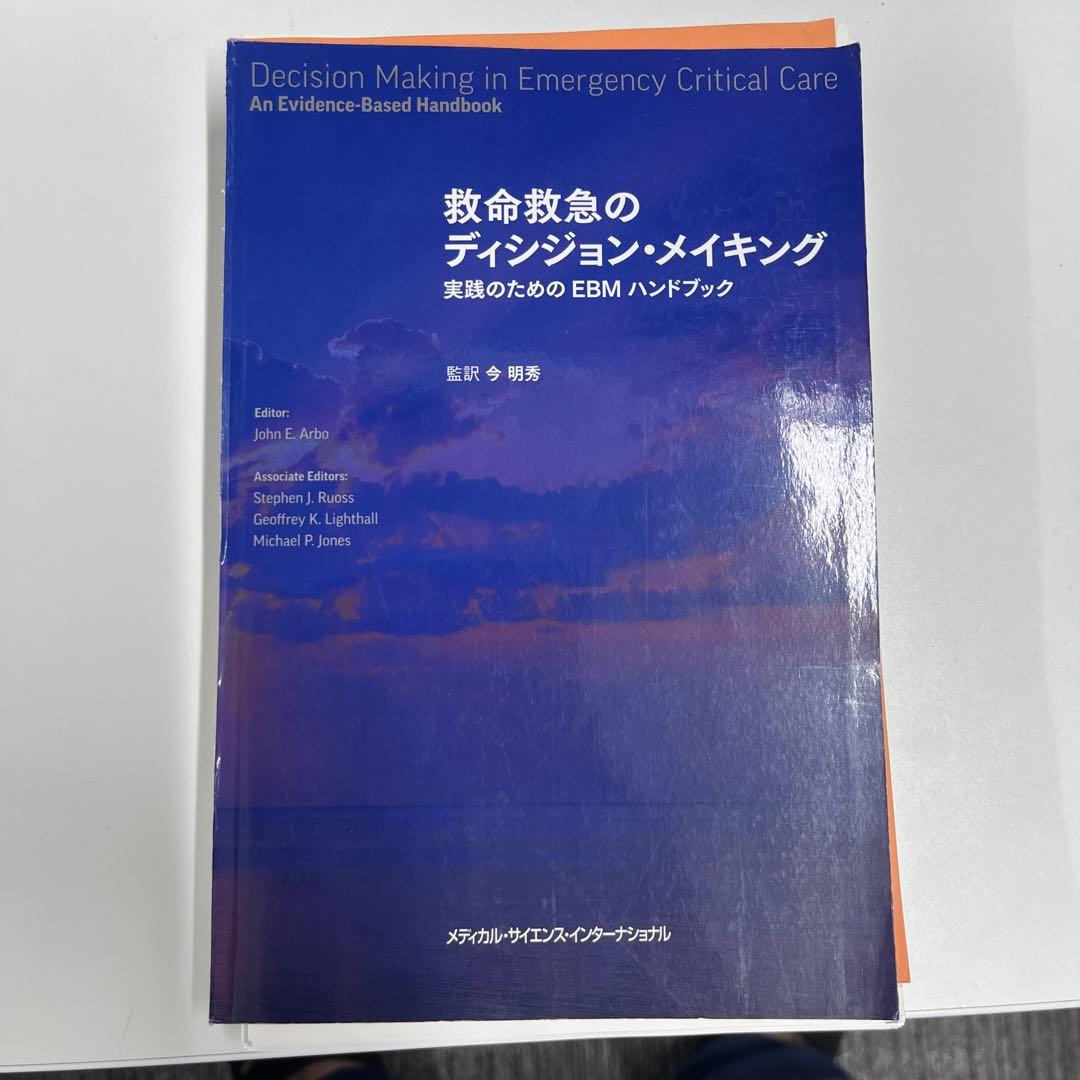 Decision Making in Emergency Critical Care
An Evidence-Based Handbook
救命救急の
ディシジョン・メイキング
実践のための EBM ハンドブック
監訳 今 明秀
Editor:
John E. Arbo
Associate Editors:
Stephen J. Ruoss
Geoffrey K. Lighthall
Michael P. Jones
メディカル・サイエンス・インターナショナル